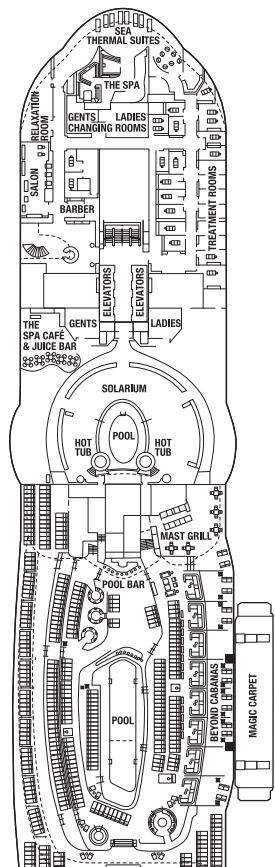 SEA
THERMAL SUITES
THE SPA
RELAXATION
ROOM
GENTS LADIES
CHANGING ROOMS
SALON
TREATMENT ROOMS
BARBER
ELEVATORS
ELEVATORS
THE
SPA CAFÉ
& JUICE BAR
GENTS
LADIES
SOLARIUM
POOL
HOT
TUB
HOT
TUB
MAST GRILL
POOL BAR
POOL
BEYOND CABANAS
MAGIC CARPET